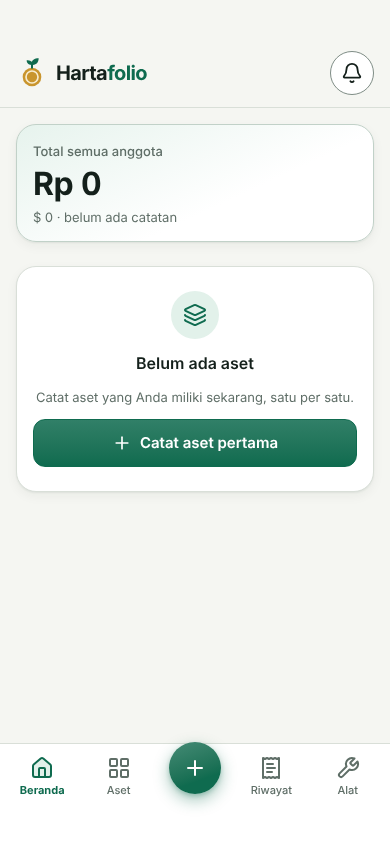 Hartafolio
Total semua anggota
Rp 0
$ 0 · belum ada catatan
Belum ada aset
Catat aset yang Anda miliki sekarang, satu per satu.
Catat aset pertama
Beranda
Aset
Riwayat
Alat